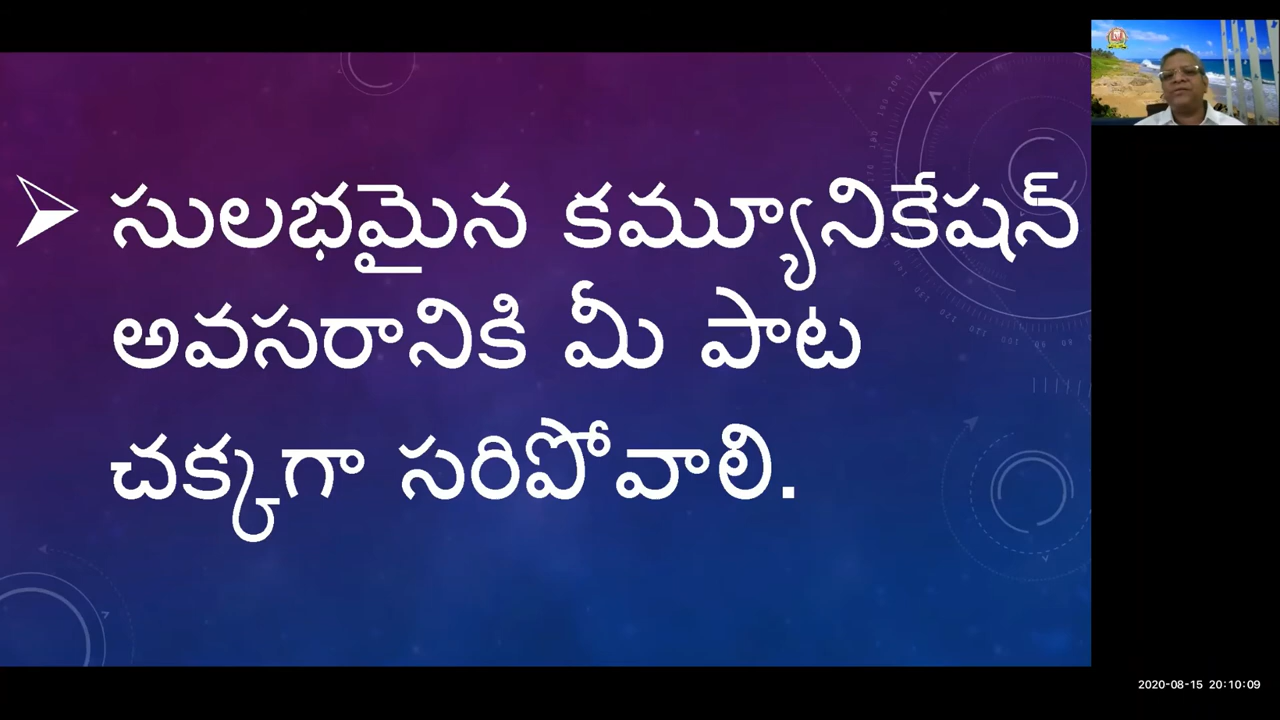 ➢ సులభమైన కమ్యూనికేషన్
అవసరానికి మీ పాట
చక్కగా సరిపోవాలి.
2020-08-15 20:10:09